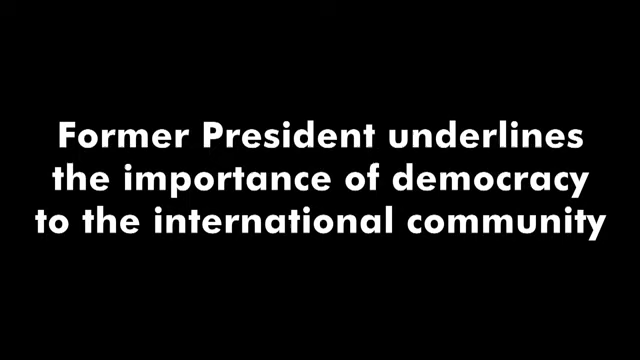 Former President underlines
the importance of democracy
to the international community